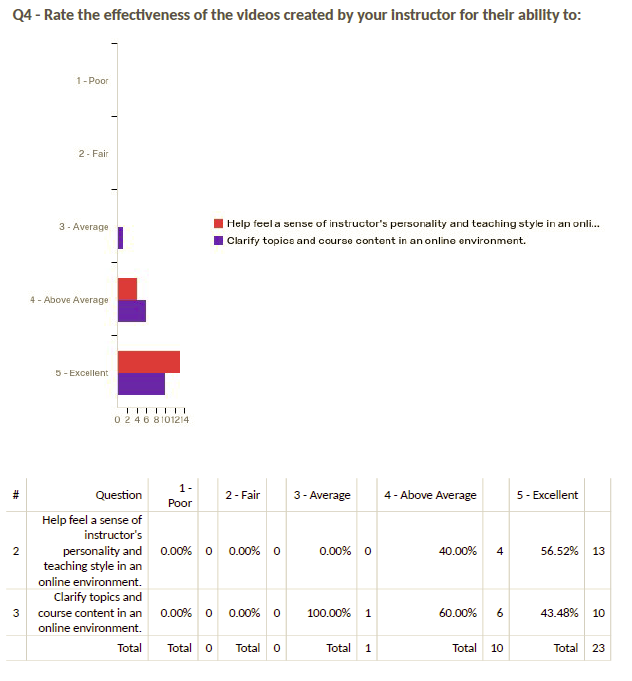 Q4 - Rate the effectiveness of the videos created by your instructor for their ability to:
1 - Poor
2 - Fair
3 - Average
4 - Above Average
5 - Excellent
Help feel a sense of instructor's personality and teaching style in an onli...
Clarify topics and course content in an online environment.
0 2 4 6 8 10 12 14
# Question 1 - Poor 2 - Fair 3 - Average 4 - Above Average 5 - Excellent
2 Help feel a sense of instructor's personality and teaching style in an online environment. 0.00% 0 0.00% 0 0.00% 0 40.00% 4 56.52% 13
3 Clarify topics and course content in an online environment. 0.00% 0 0.00% 0 100.00% 1 60.00% 6 43.48% 10
Total Total 0 Total 0 Total 1 Total 10 Total 23